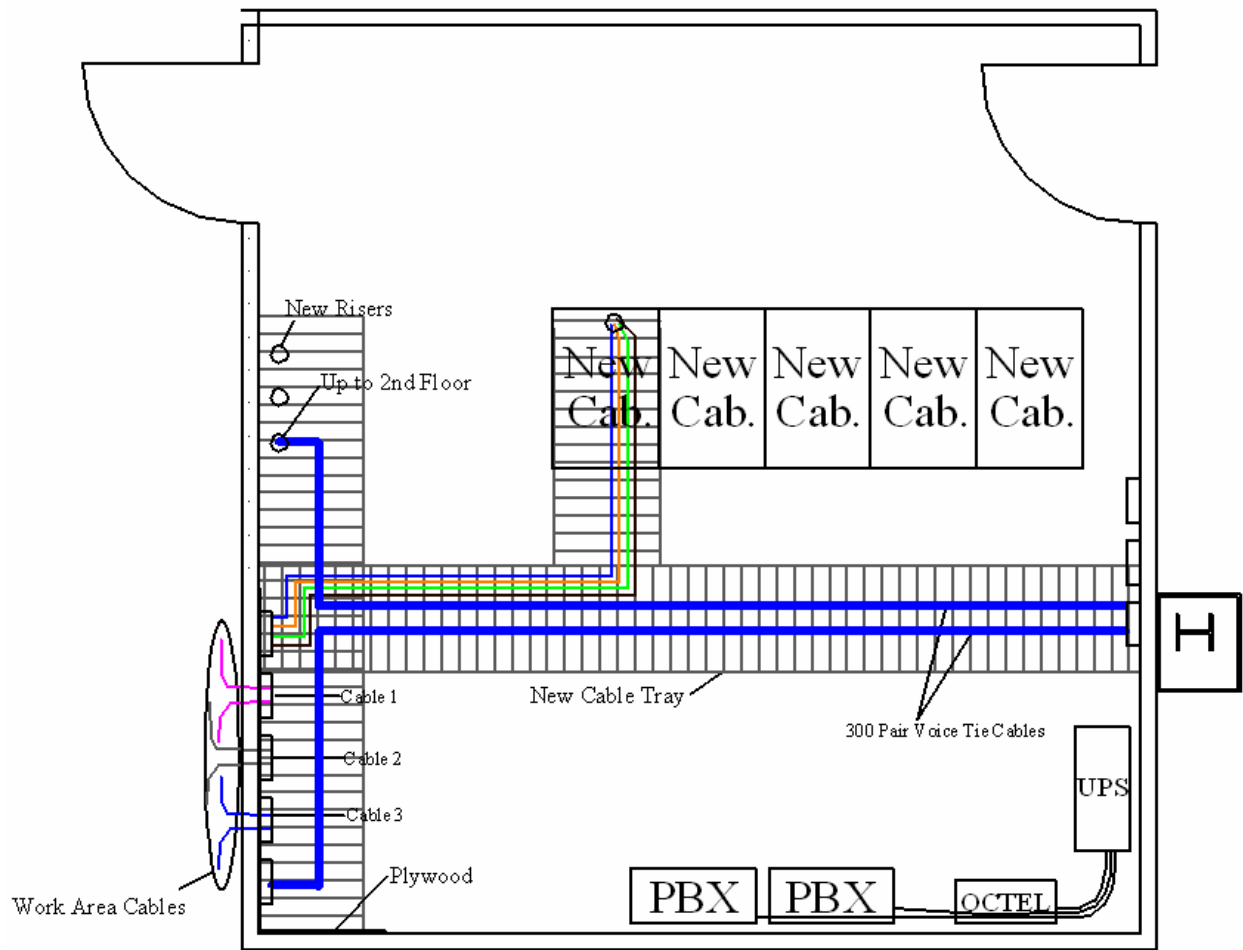 New Risers
Up to 2nd Floor
New Cab.
New Cab.
New Cab.
New Cab.
New Cab.
Cable 1
New Cable Tray
300 Pair Voice Tie Cables
Cable 2
Cable 3
UPS
Plywood
Work Area Cables
PBX
PBX
OCTEL
H